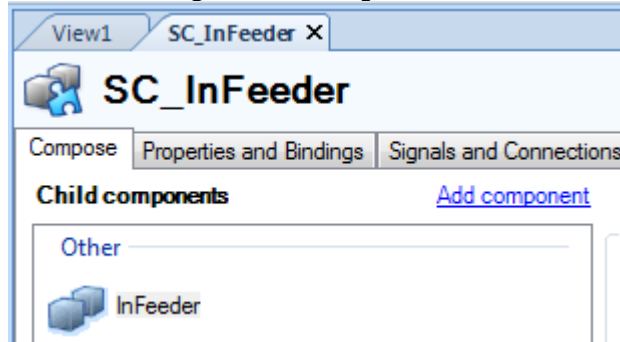 View1 SC_InFeeder X
SC_InFeeder
Compose Properties and Bindings Signals and Connections
Child components Add component
Other
InFeeder